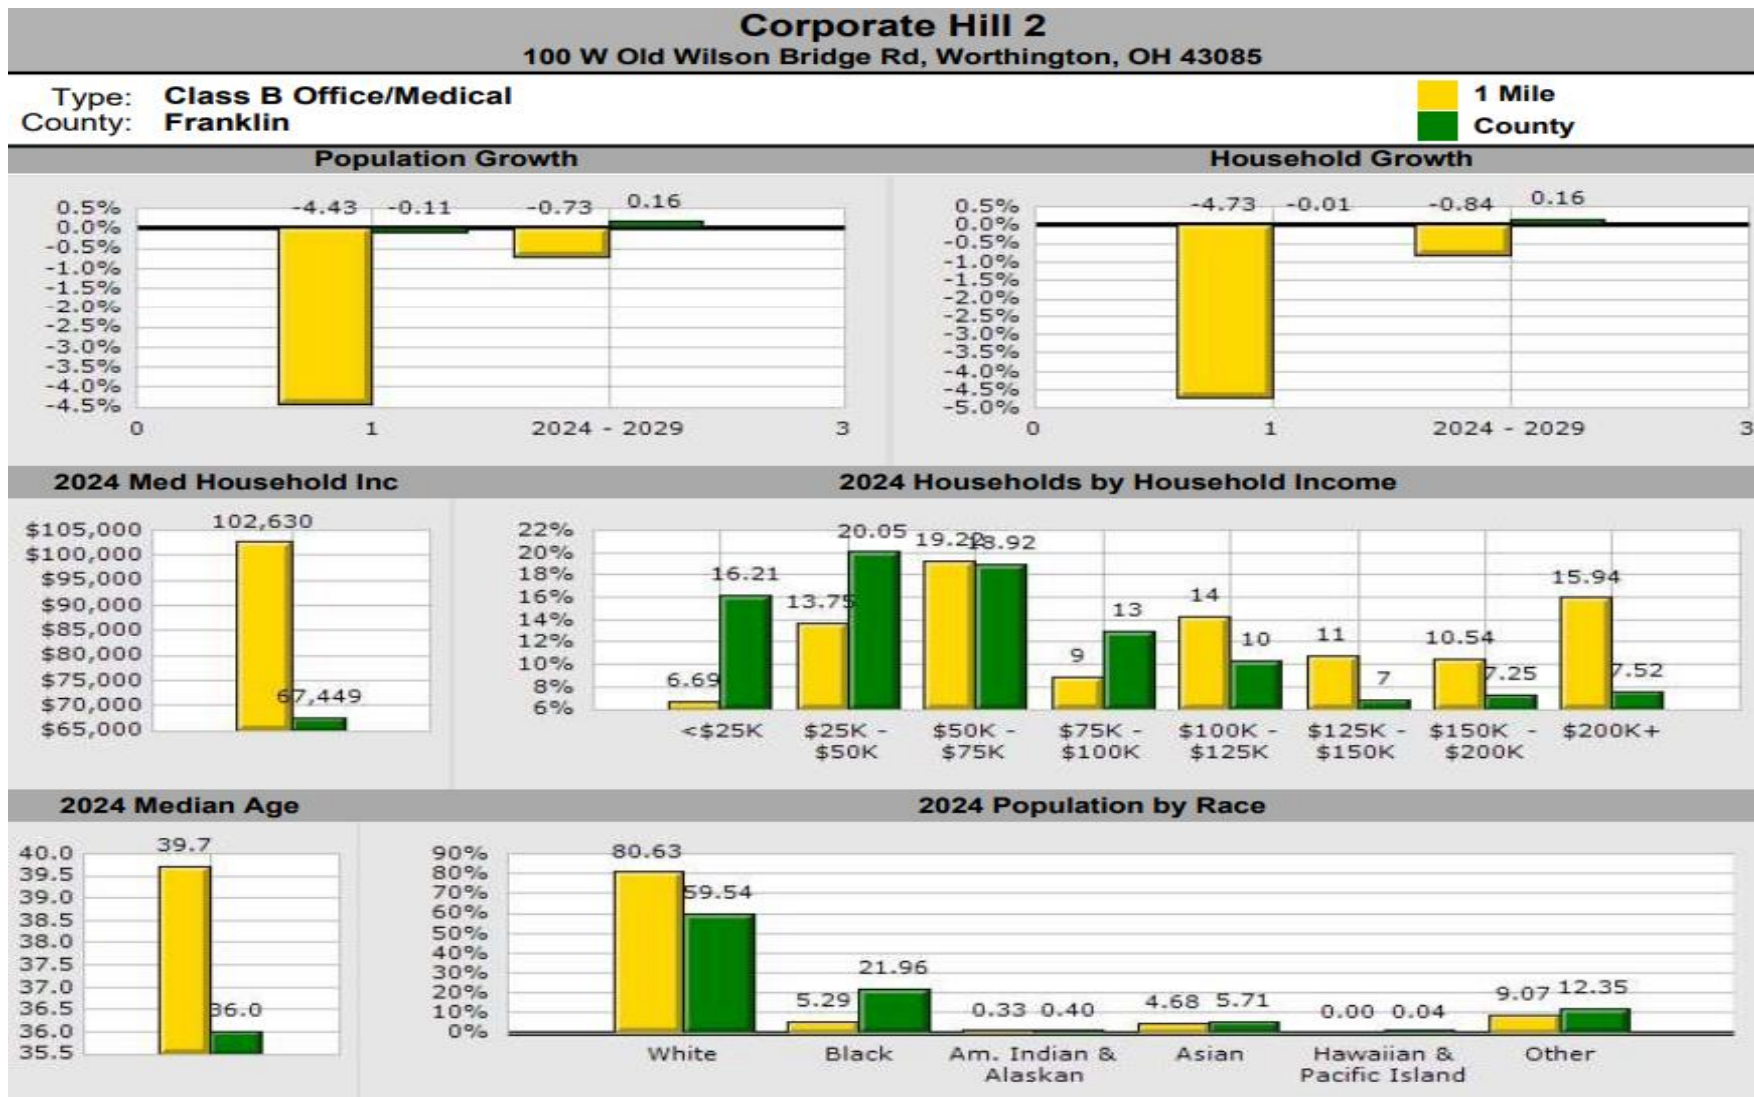 Corporate Hill 2
100 W Old Wilson Bridge Rd, Worthington, OH 43085
Type: Class B Office/Medical
County: Franklin
1 Mile
County
Population Growth
0.5%
0.0%
-0.5%
-1.0%
-1.5%
-2.0%
-2.5%
-3.0%
-3.5%
-4.0%
-4.5%
-4.43 -0.11 -0.73 0.16
0 1 2024 - 2029 3
Household Growth
0.5%
0.0%
-0.5%
-1.0%
-1.5%
-2.0%
-2.5%
-3.0%
-3.5%
-4.0%
-4.5%
-5.0%
-4.73 -0.01 -0.84 0.16
0 1 2024 - 2029 3
2024 Med Household Inc
$105,000
$100,000
$95,000
$90,000
$85,000
$80,000
$75,000
$70,000
$65,000
102,630
67,449
2024 Households by Household Income
22%
20%
18%
16%
14%
12%
10%
8%
6%
6.69 16.21 13.75 20.05 19.22 18.92 9 13 14 10 11 7 10.54 7.25 15.94 7.52
<$25K $25K - $50K - $75K - $100K - $125K - $150K - $200K+
$50K $75K $100K $125K $150K $200K
2024 Median Age
40.0
39.5
39.0
38.5
38.0
37.5
37.0
36.5
36.0
35.5
39.7
36.0
2024 Population by Race
90%
80%
70%
60%
50%
40%
30%
20%
10%
0%
80.63 59.54 5.29 21.96 0.33 0.40 4.68 5.71 0.00 0.04 9.07 12.35
White Black Am. Indian & Asian Hawaiian & Other
Alaskan Pacific Island